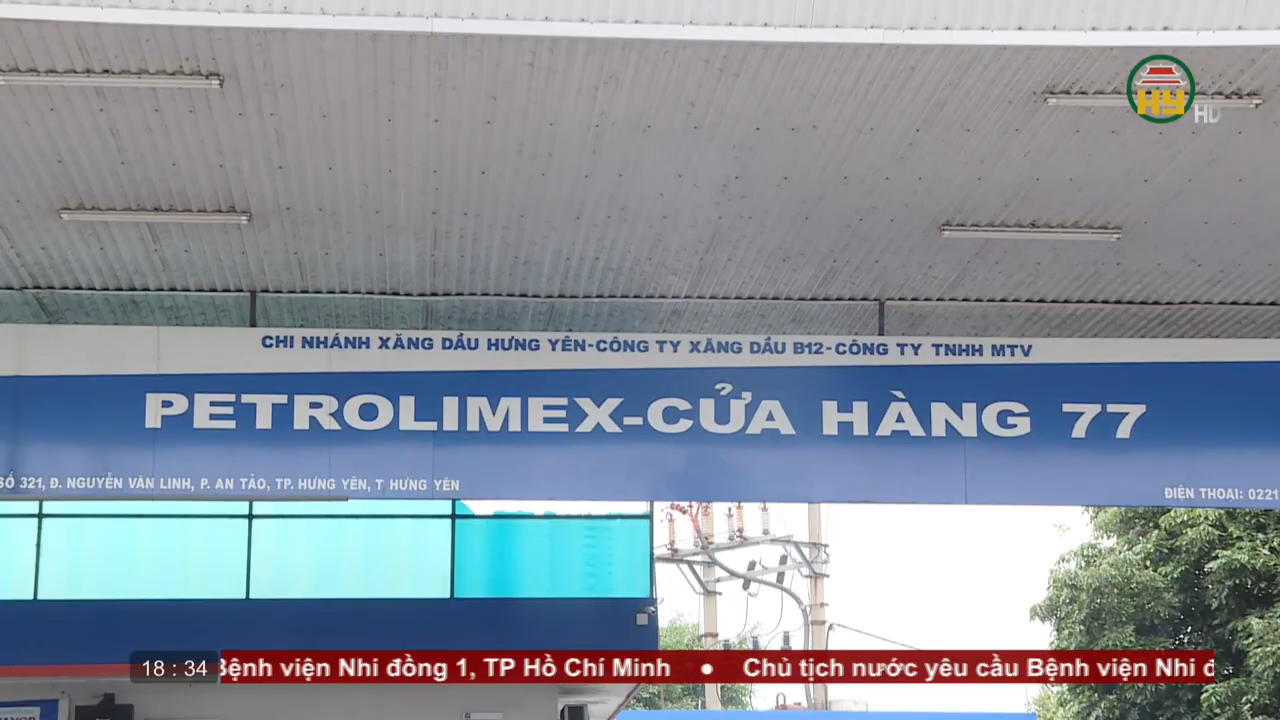 HY
HD
CHI NHÁNH XĂNG DẦU HƯNG YÊN-CÔNG TY XĂNG DẦU B12-CÔNG TY TNHH MTV
PETROLIMEX-CỬA HÀNG 77
SỐ 321, Đ. NGUYỄN VĂN LINH, P. AN TẢO, TP. HƯNG YÊN, T HƯNG YÊN
ĐIỆN THOẠI: 0221
18 : 34
Bệnh viện Nhi đồng 1, TP Hồ Chí Minh ● Chủ tịch nước yêu cầu Bệnh viện Nhi